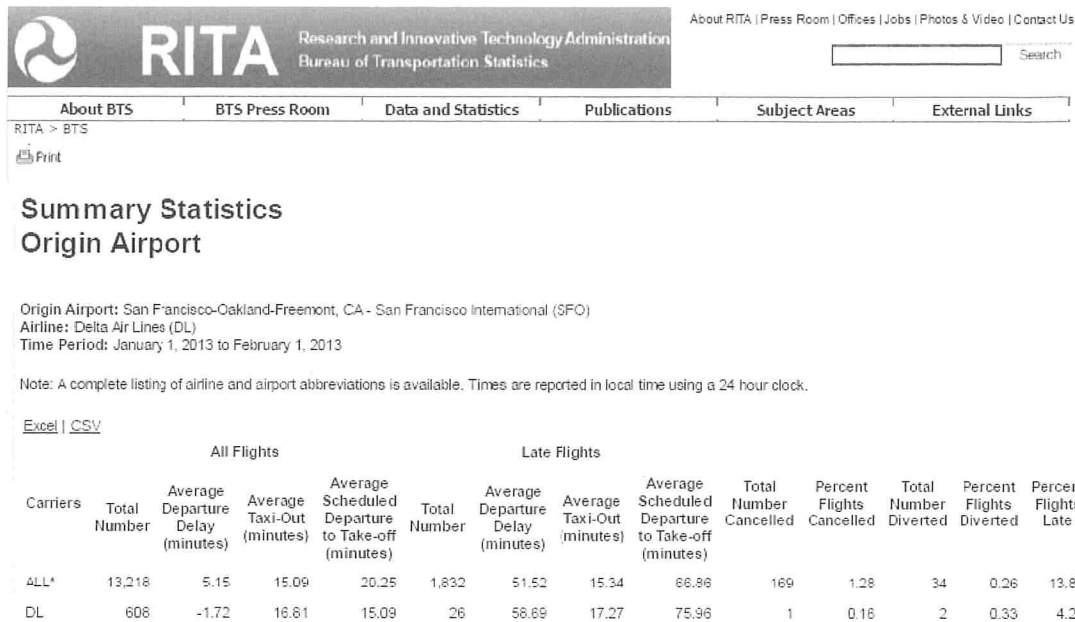 About RITA | Press Room | Offices | Jobs | Photos & Video | Contact Us
RITA
Research and Innovative Technology Administration
Bureau of Transportation Statistics
Search
About BTS BTS Press Room Data and Statistics Publications Subject Areas External Links
RITA > BTS
Print
Summary Statistics
Origin Airport
Origin Airport: San Francisco-Oakland-Freemont, CA - San Francisco International (SFO)
Airline: Delta Air Lines (DL)
Time Period: January 1, 2013 to February 1, 2013
Note: A complete listing of airline and airport abbreviations is available. Times are reported in local time using a 24 hour clock.
Excel | CSV
All Flights Late Flights
Carriers Total Number Average Departure Delay (minutes) Average Taxi-Out (minutes) Average Scheduled Departure to Take-off (minutes) Total Number Average Departure Delay (minutes) Average Taxi-Out (minutes) Average Scheduled Departure to Take-off (minutes) Total Number Cancelled Percent Flights Cancelled Total Number Diverted Percent Flights Diverted Percen Flights Late
ALL* 13,218 5.15 15.09 20.25 1,832 51.52 15.34 66.86 169 1.28 34 0.26 13.8
DL 608 -1.72 16.81 15.09 26 58.69 17.27 75.96 1 0.16 2 0.33 4.2